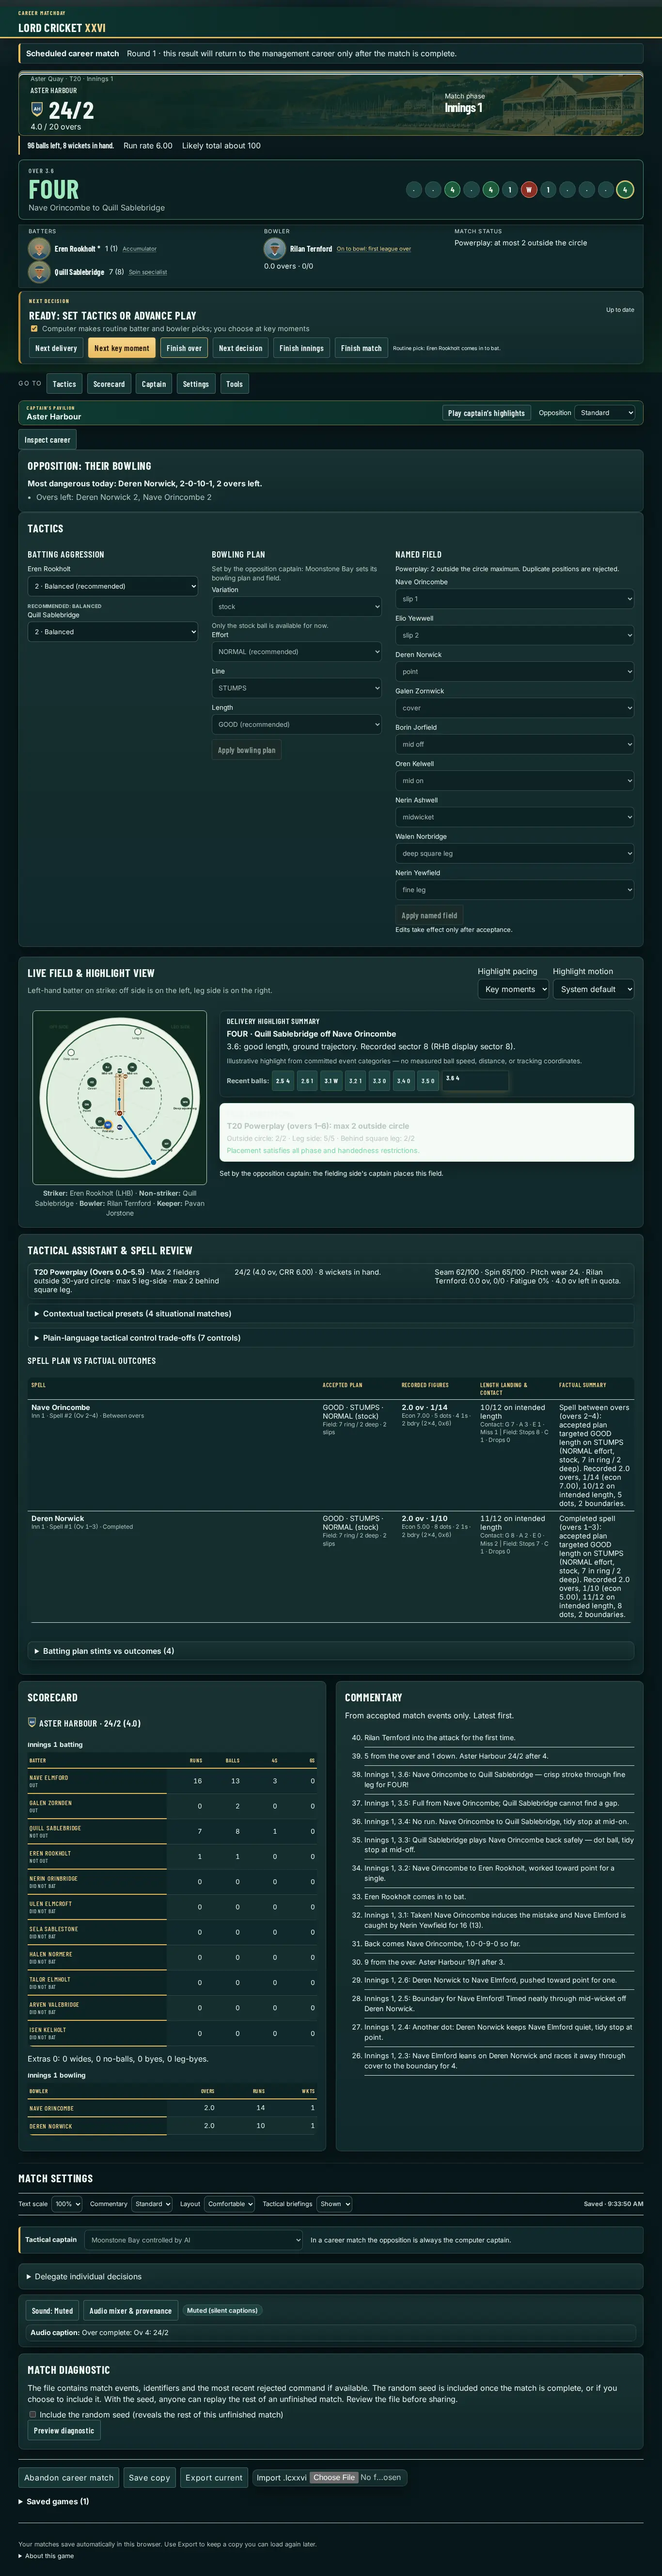 CAREER MATCHDAY
LORD CRICKET XXVI
Scheduled career match Round 1 · this result will return to the management career only after the match is complete.
Aster Quay · T20 · Innings 1
ASTER HARBOUR
AH 24/2
4.0 / 20 overs
Match phase
Innings 1
96 balls left, 8 wickets in hand. Run rate 6.00 Likely total about 100
OVER 3.6
FOUR
Nave Orincombe to Quill Sablebridge
· · 4 · 4 1 W 1 · · · 4
BATTERS
Eren Rookholt * 1 (1) Accumulator
Quill Sablebridge 7 (8) Spin specialist
BOWLER
Rilan Ternford On to bowl: first league over
0.0 overs · 0/0
MATCH STATUS
Powerplay: at most 2 outside the circle
NEXT DECISION
READY: SET TACTICS OR ADVANCE PLAY
Up to date
Computer makes routine batter and bowler picks; you choose at key moments
Next delivery Next key moment Finish over Next decision Finish innings Finish match Routine pick: Eren Rookholt comes in to bat.
GO TO Tactics Scorecard Captain Settings Tools
CAPTAIN'S PAVILION
Aster Harbour
Play captain's highlights Opposition Standard
Inspect career
OPPOSITION: THEIR BOWLING
Most dangerous today: Deren Norwick, 2-0-10-1, 2 overs left.
• Overs left: Deren Norwick 2, Nave Orincombe 2
TACTICS
BATTING AGGRESSION
Eren Rookholt
2 · Balanced (recommended)
RECOMMENDED: BALANCED
Quill Sablebridge
2 · Balanced
BOWLING PLAN
Set by the opposition captain: Moonstone Bay sets its
bowling plan and field.
Variation
stock
Only the stock ball is available for now.
Effort
NORMAL (recommended)
Line
STUMPS
Length
GOOD (recommended)
Apply bowling plan
NAMED FIELD
Powerplay: 2 outside the circle maximum. Duplicate positions are rejected.
Nave Orincombe
slip 1
Elio Yewwell
slip 2
Deren Norwick
point
Galen Zornwick
cover
Borin Jorfield
mid off
Oren Kelwell
mid on
Nerin Ashwell
midwicket
Walen Norbridge
deep square leg
Nerin Yewfield
fine leg
Apply named field
Edits take effect only after acceptance.
LIVE FIELD & HIGHLIGHT VIEW
Left-hand batter on strike: off side is on the left, leg side is on the right.
Highlight pacing
Key moments
Highlight motion
System default
Striker: Eren Rookholt (LHB) · Non-striker: Quill
Sablebridge · Bowler: Rilan Ternford · Keeper: Pavan
Jorstone
DELIVERY HIGHLIGHT SUMMARY
FOUR · Quill Sablebridge off Nave Orincombe
3.6: good length, ground trajectory. Recorded sector 8 (RHB display sector 8).
Illustrative highlight from committed event categories — no measured ball speed, distance, or tracking coordinates.
Recent balls: 2.5 4 2.6 1 3.1 W 3.2 1 3.3 0 3.4 0 3.5 0 3.6 4
T20 Powerplay (overs 1–6): max 2 outside circle
Outside circle: 2/2 · Leg side: 5/5 · Behind square leg: 2/2
Placement satisfies all phase and handedness restrictions.
Set by the opposition captain: the fielding side's captain places this field.
TACTICAL ASSISTANT & SPELL REVIEW
T20 Powerplay (Overs 0.0–5.5) · Max 2 fielders
outside 30-yard circle · max 5 leg-side · max 2 behind
square leg.
24/2 (4.0 ov, CRR 6.00) · 8 wickets in hand.
Seam 62/100 · Spin 65/100 · Pitch wear 24. · Rilan
Ternford: 0.0 ov, 0/0 · Fatigue 0% · 4.0 ov left in quota.
Contextual tactical presets (4 situational matches)
Plain-language tactical control trade-offs (7 controls)
SPELL PLAN VS FACTUAL OUTCOMES
SPELL ACCEPTED PLAN RECORDED FIGURES LENGTH LANDING & CONTACT FACTUAL SUMMARY
Nave Orincombe
Inn 1 · Spell #2 (Ov 2–4) · Between overs
GOOD · STUMPS ·
NORMAL (stock)
Field: 7 ring / 2 deep · 2
slips
2.0 ov · 1/14
Econ 7.00 · 5 dots · 4 1s ·
2 bdry (2×4, 0x6)
10/12 on intended
length
Contact: G 7 · A 3 · E 1 ·
Miss 1 | Field: Stops 8 · C
1 · Drops 0
Spell between overs
(overs 2–4):
accepted plan
targeted GOOD
length on STUMPS
(NORMAL effort,
stock, 7 in ring / 2
deep). Recorded 2.0
overs, 1/14 (econ
7.00), 10/12 on
intended length, 5
dots, 2 boundaries.
Deren Norwick
Inn 1 · Spell #1 (Ov 1–3) · Completed
GOOD · STUMPS ·
NORMAL (stock)
Field: 7 ring / 2 deep · 2
slips
2.0 ov · 1/10
Econ 5.00 · 8 dots · 2 1s ·
2 bdry (2×4, 0x6)
11/12 on intended
length
Contact: G 8 · A 2 · E 0 ·
Miss 2 | Field: Stops 7 · C
1 · Drops 0
Completed spell
(overs 1–3):
accepted plan
targeted GOOD
length on STUMPS
(NORMAL effort,
stock, 7 in ring / 2
deep). Recorded 2.0
overs, 1/10 (econ
5.00), 11/12 on
intended length, 8
dots, 2 boundaries.
Batting plan stints vs outcomes (4)
SCORECARD
AH ASTER HARBOUR · 24/2 (4.0)
Innings 1 batting
BATTER RUNS BALLS 4S 6S
NAVE ELMFORD 16 13 3 0
OUT
GALEN ZORNDEN 0 2 0 0
OUT
QUILL SABLEBRIDGE 7 8 1 0
NOT OUT
EREN ROOKHOLT 1 1 0 0
NOT OUT
NERIN ORINBRIDGE 0 0 0 0
DID NOT BAT
ULEN ELMCROFT 0 0 0 0
DID NOT BAT
SELA SABLESTONE 0 0 0 0
DID NOT BAT
HALEN NORMERE 0 0 0 0
DID NOT BAT
TALOR ELMHOLT 0 0 0 0
DID NOT BAT
ARVEN VALEBRIDGE 0 0 0 0
DID NOT BAT
ISEN KELHOLT 0 0 0 0
DID NOT BAT
Extras 0: 0 wides, 0 no-balls, 0 byes, 0 leg-byes.
Innings 1 bowling
BOWLER OVERS RUNS WKTS
NAVE ORINCOMBE 2.0 14 1
DEREN NORWICK 2.0 10 1
COMMENTARY
From accepted match events only. Latest first.
40. Rilan Ternford into the attack for the first time.
39. 5 from the over and 1 down. Aster Harbour 24/2 after 4.
38. Innings 1, 3.6: Nave Orincombe to Quill Sablebridge — crisp stroke through fine
leg for FOUR!
37. Innings 1, 3.5: Full from Nave Orincombe; Quill Sablebridge cannot find a gap.
36. Innings 1, 3.4: No run. Nave Orincombe to Quill Sablebridge, tidy stop at mid-on.
35. Innings 1, 3.3: Quill Sablebridge plays Nave Orincombe back safely — dot ball, tidy
stop at mid-off.
34. Innings 1, 3.2: Nave Orincombe to Eren Rookholt, worked toward point for a
single.
33. Eren Rookholt comes in to bat.
32. Innings 1, 3.1: Taken! Nave Orincombe induces the mistake and Nave Elmford is
caught by Nerin Yewfield for 16 (13).
31. Back comes Nave Orincombe, 1.0-0-9-0 so far.
30. 9 from the over. Aster Harbour 19/1 after 3.
29. Innings 1, 2.6: Deren Norwick to Nave Elmford, pushed toward point for one.
28. Innings 1, 2.5: Boundary for Nave Elmford! Timed neatly through mid-wicket off
Deren Norwick.
27. Innings 1, 2.4: Another dot: Deren Norwick keeps Nave Elmford quiet, tidy stop at
point.
26. Innings 1, 2.3: Nave Elmford leans on Deren Norwick and races it away through
cover to the boundary for 4.
MATCH SETTINGS
Text scale 100% Commentary Standard Layout Comfortable Tactical briefings Shown Saved · 9:33:50 AM
Tactical captain Moonstone Bay controlled by AI In a career match the opposition is always the computer captain.
Delegate individual decisions
Sound: Muted Audio mixer & provenance Muted (silent captions)
Audio caption: Over complete: Ov 4: 24/2
MATCH DIAGNOSTIC
The file contains match events, identifiers and the most recent rejected command if available. The random seed is included once the match is complete, or if you
choose to include it. With the seed, anyone can replay the rest of an unfinished match. Review the file before sharing.
Include the random seed (reveals the rest of this unfinished match)
Preview diagnostic
Abandon career match Save copy Export current Import .lcxxvi Choose File No f...osen
Saved games (1)
Your matches save automatically in this browser. Use Export to keep a copy you can load again later.
About this game